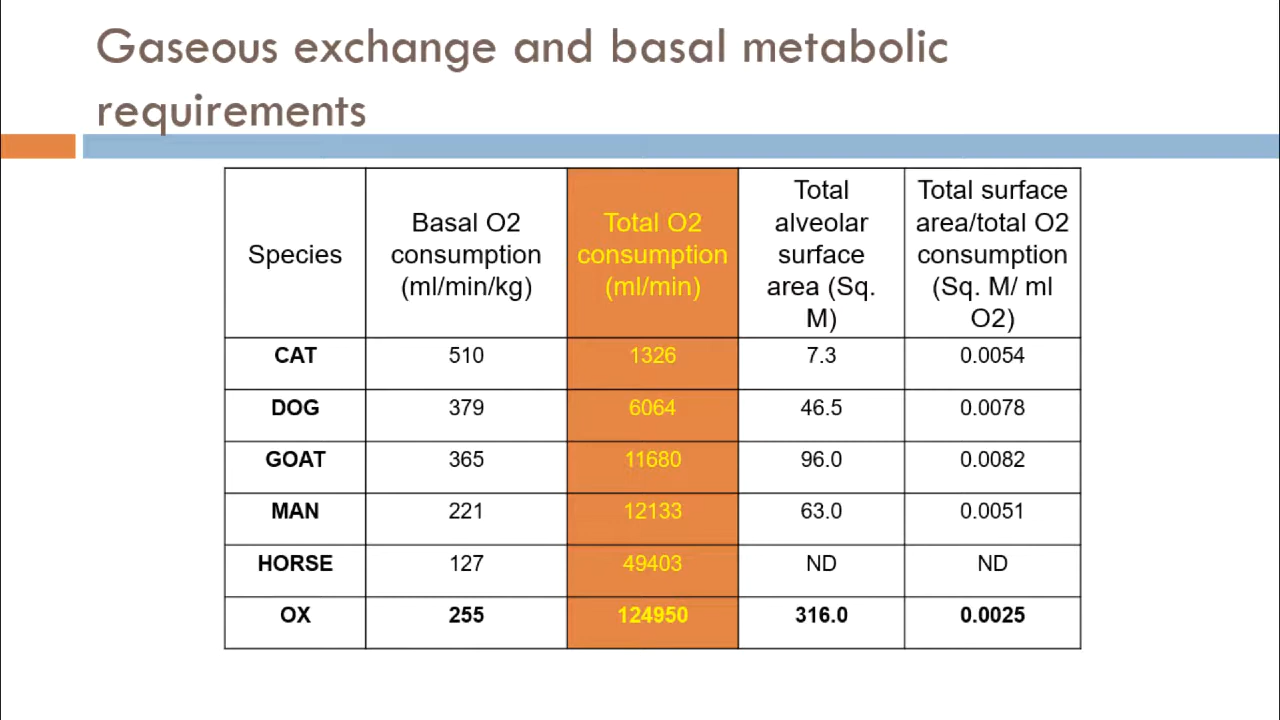 Gaseous exchange and basal metabolic
requirements
Species
Basal O2
consumption
(ml/min/kg)
Total O2
consumption
(ml/min)
Total
alveolar
surface
area (Sq.
M)
Total surface
area/total O2
consumption
(Sq. M/ ml
O2)
CAT 510 1326 7.3 0.0054
DOG 379 6064 46.5 0.0078
GOAT 365 11680 96.0 0.0082
MAN 221 12133 63.0 0.0051
HORSE 127 49403 ND ND
OX 255 124950 316.0 0.0025